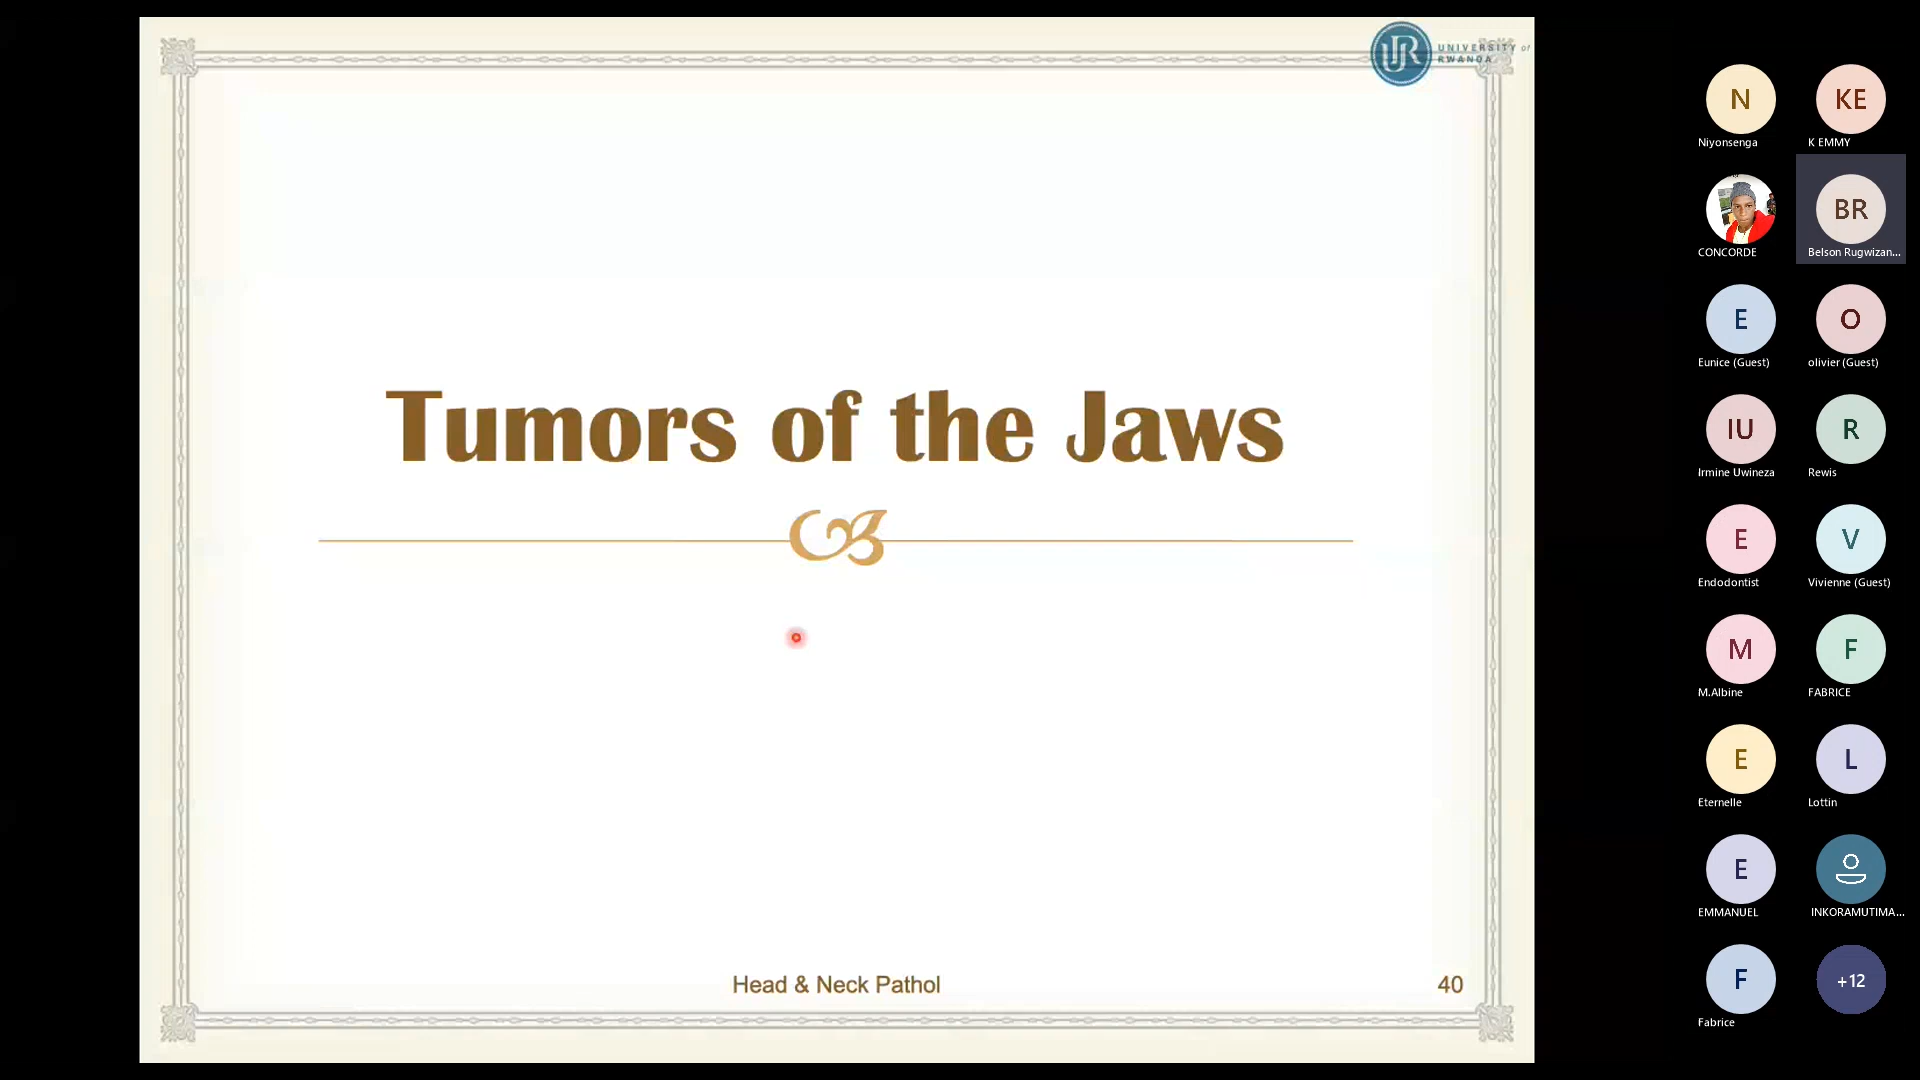 UR
UNIVERSITY of
RWANDA
Tumors of the Jaws
Head & Neck Pathol
40
N
Niyonsenga
KE
K EMMY
CONCORDE
BR
Belson Rugwizan...
E
Eunice (Guest)
O
olivier (Guest)
IU
Irmine Uwineza
R
Rewis
E
Endodontist
V
Vivienne (Guest)
M
M.Albine
F
FABRICE
E
Eternelle
L
Lottin
E
EMMANUEL
INKORAMUTIMA...
F
Fabrice
+12